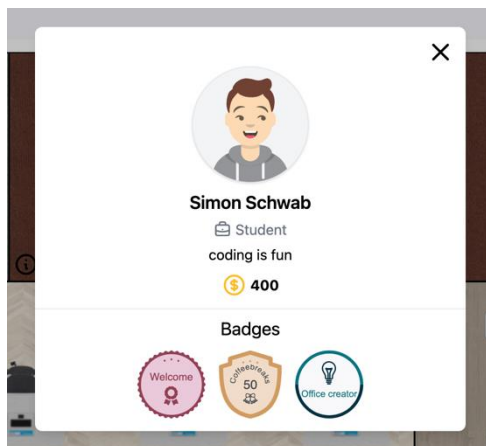 Simon Schwab
Student
coding is fun
$ 400
Badges
Welcome
Coffeebreaks
50
Office creator